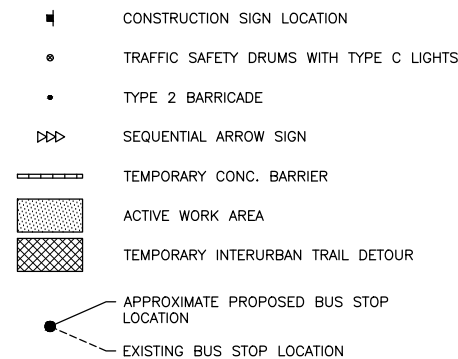 CONSTRUCTION SIGN LOCATION
TRAFFIC SAFETY DRUMS WITH TYPE C LIGHTS
TYPE 2 BARRICADE
SEQUENTIAL ARROW SIGN
TEMPORARY CONC. BARRIER
ACTIVE WORK AREA
TEMPORARY INTERURBAN TRAIL DETOUR
APPROXIMATE PROPOSED BUS STOP
LOCATION
EXISTING BUS STOP LOCATION